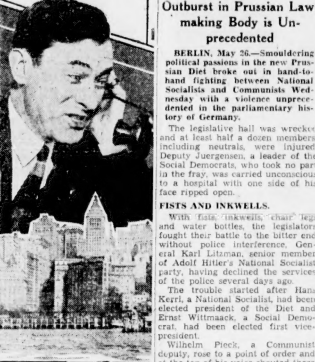 Outburst in Prussian Law
making Body is Un-
precedented
BERLIN, May 26.—Smouldering
political passions in the new Prus-
sian Diet broke out in hand-to-
hand fighting between National
Socialists and Communists Wed-
nesday with a violence unprece-
dented in the parliamentary his-
tory of Germany.
The legislative hall was wrecked
and at least half a dozen members
including neutrals, were injured
Deputy Juergensen, a leader of the
Social Democrats, who took no part
in the fray, was carried unconscious
to a hospital with one side of his
face ripped open.
FISTS AND INKWELLS.
With fists, inkwells, chair legs
and water bottles, the legislators
fought their battle to the bitter end
without police interference, Gen-
eral Karl Litzman, senior member
of Adolf Hitler's National Socialist
party, having declined the services
of the police several days ago.
The trouble started after Hans
Kerrl, a National Socialist, had been
elected president of the Diet and
Ernst Wittmaack, a Social Demo-
crat, had been elected first vice-
president.
Wilhelm Pieck, a Communist
deputy, rose to a point of order and